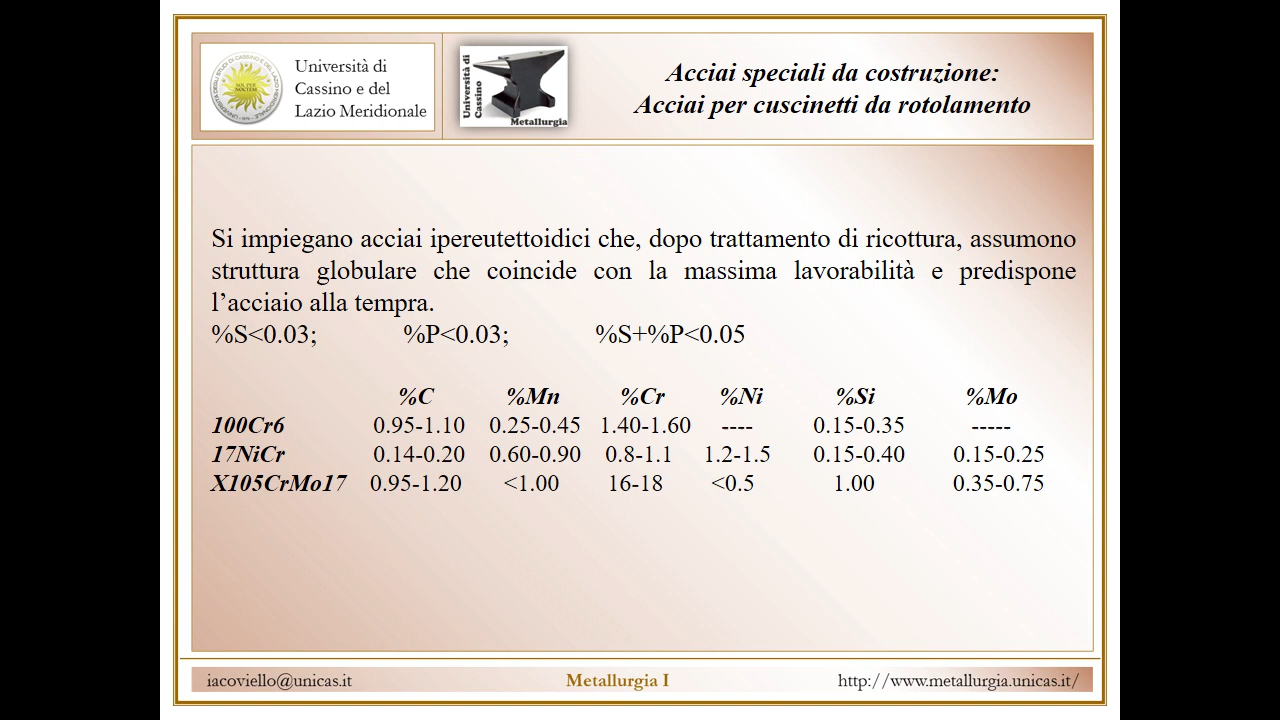 Università di
Cassino e del
Lazio Meridionale
Università di
Cassino
Metallurgia
Acciai speciali da costruzione:
Acciai per cuscinetti da rotolamento
Si impiegano acciai ipereutettoidici che, dopo trattamento di ricottura, assumono
struttura globulare che coincide con la massima lavorabilità e predispone
l’acciaio alla tempra.
%S<0.03; %P<0.03; %S+%P<0.05
%C %Mn %Cr %Ni %Si %Mo
100Cr6 0.95-1.10 0.25-0.45 1.40-1.60 ---- 0.15-0.35 -----
17NiCr 0.14-0.20 0.60-0.90 0.8-1.1 1.2-1.5 0.15-0.40 0.15-0.25
X105CrMo17 0.95-1.20 <1.00 16-18 <0.5 1.00 0.35-0.75
iacoviello@unicas.it Metallurgia I http://www.metallurgia.unicas.it/